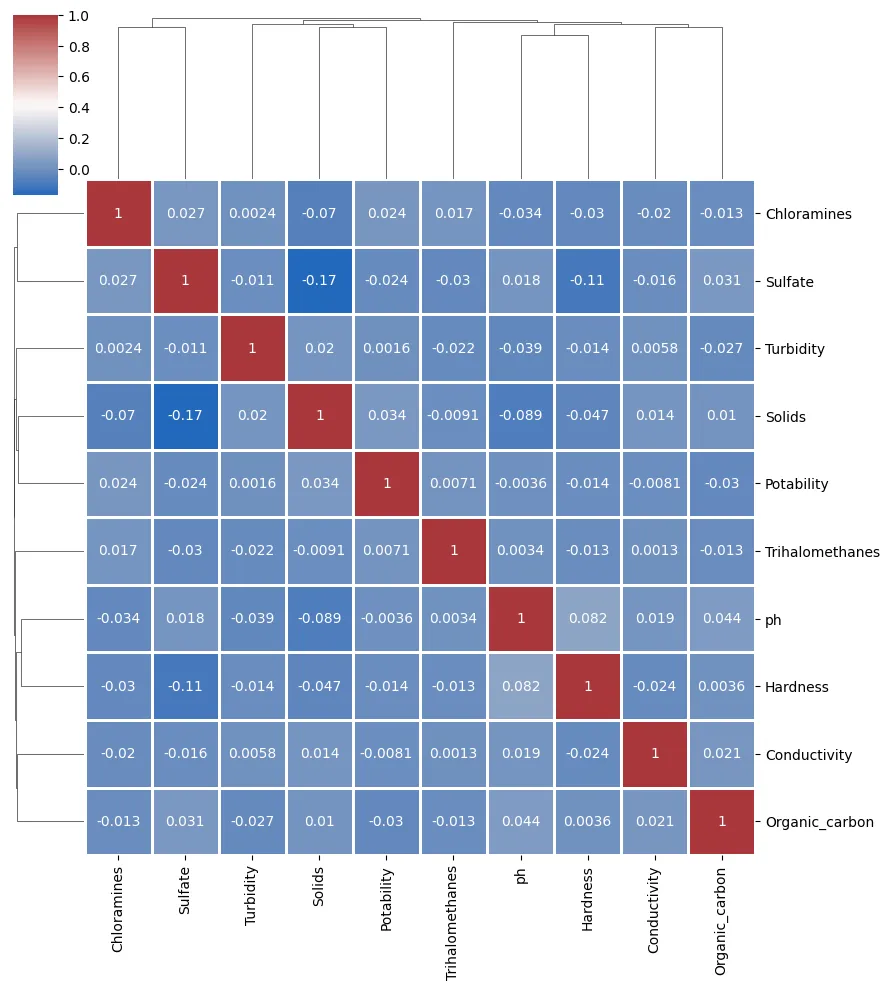 1.0
0.8
0.6
0.4
0.2
0.0
1 0.027 0.0024 -0.07 0.024 0.017 -0.034 -0.03 -0.02 -0.013 Chloramines
0.027 1 -0.011 -0.17 -0.024 -0.03 0.018 -0.11 -0.016 0.031 Sulfate
0.0024 -0.011 1 0.02 0.0016 -0.022 -0.039 -0.014 0.0058 -0.027 Turbidity
-0.07 -0.17 0.02 1 0.034 -0.0091 -0.089 -0.047 0.014 0.01 Solids
0.024 -0.024 0.0016 0.034 1 0.0071 -0.0036 -0.014 -0.0081 -0.03 Potability
0.017 -0.03 -0.022 -0.0091 0.0071 1 0.0034 -0.013 0.0013 -0.013 Trihalomethanes
-0.034 0.018 -0.039 -0.089 -0.0036 0.0034 1 0.082 0.019 0.044 ph
-0.03 -0.11 -0.014 -0.047 -0.014 -0.013 0.082 1 -0.024 0.0036 Hardness
-0.02 -0.016 0.0058 0.014 -0.0081 0.0013 0.019 -0.024 1 0.021 Conductivity
-0.013 0.031 -0.027 0.01 -0.03 -0.013 0.044 0.0036 0.021 1 Organic_carbon
Chloramines
Sulfate
Turbidity
Solids
Potability
Trihalomethanes
ph
Hardness
Conductivity
Organic_carbon